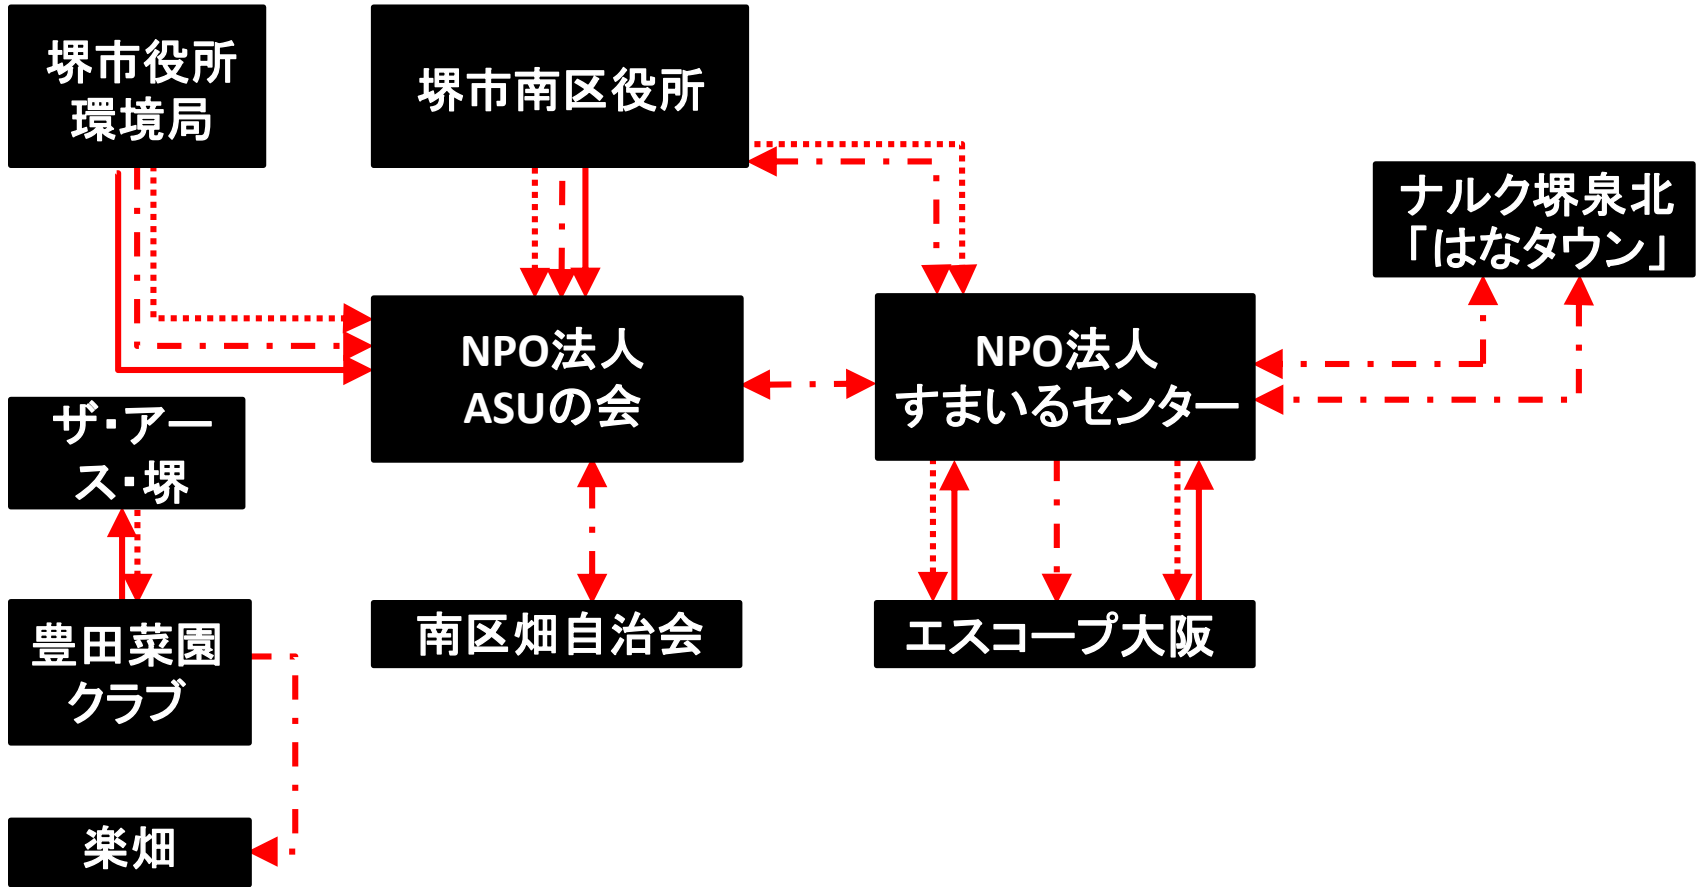 堺市役所
環境局
堺市南区役所
ナルク堺泉北
「はなタウン」
NPO法人
ASUの会
NPO法人
すまいるセンター
ザ・アー
ス・堺
豊田菜園
クラブ
南区畑自治会
エスコープ大阪
楽畑